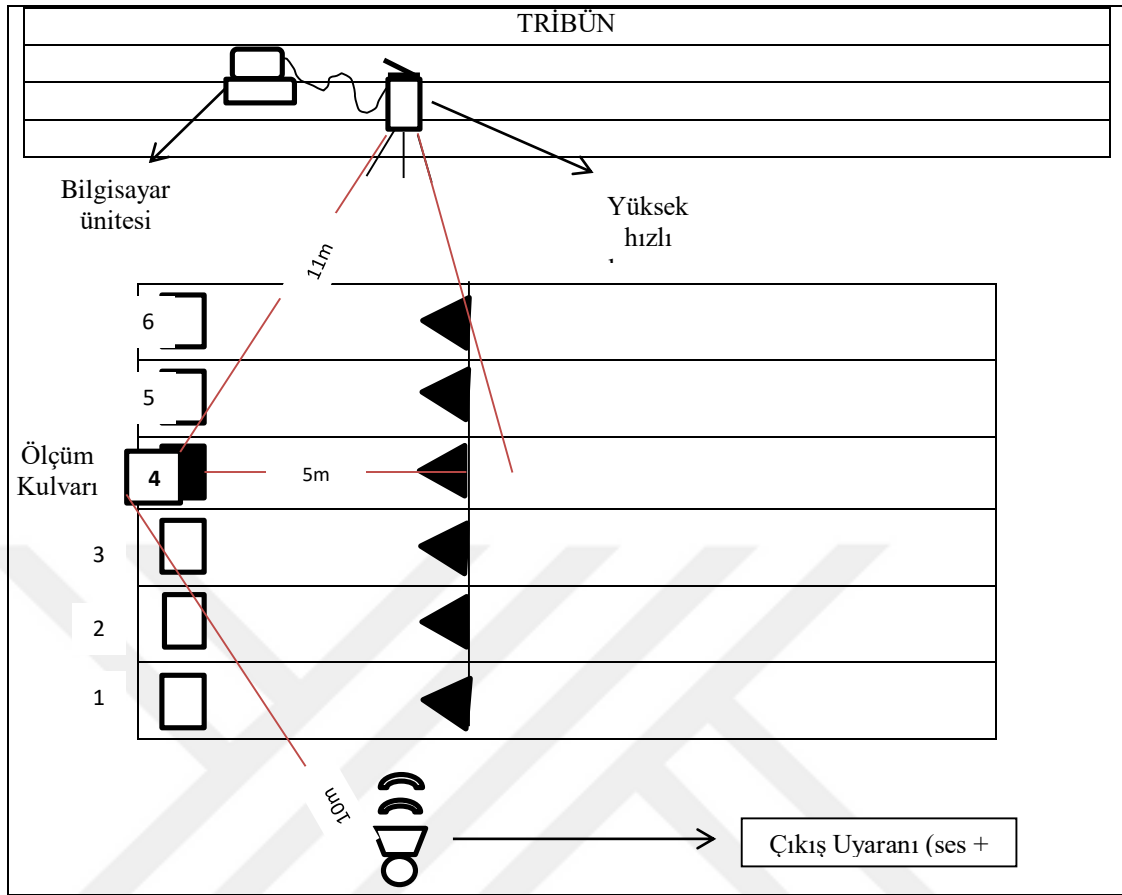 TRİBÜN
Bilgisayar
ünitesi
Yüksek
hızlı
11m
6
5
Ölçüm
Kulvarı
4
5m
3
2
1
10m
Çıkış Uyaranı (ses +